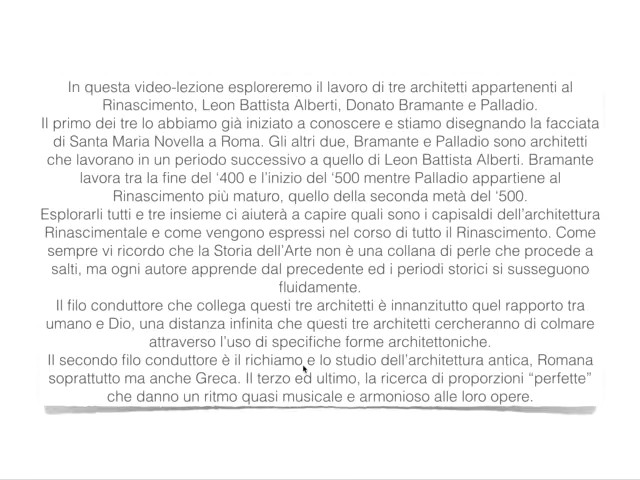 In questa video-lezione esploreremo il lavoro di tre architetti appartenenti al
Rinascimento, Leon Battista Alberti, Donato Bramante e Palladio.
Il primo dei tre lo abbiamo già iniziato a conoscere e stiamo disegnando la facciata
di Santa Maria Novella a Roma. Gli altri due, Bramante e Palladio sono architetti
che lavorano in un periodo successivo a quello di Leon Battista Alberti. Bramante
lavora tra la fine del ‘400 e l’inizio del ‘500 mentre Palladio appartiene al
Rinascimento più maturo, quello della seconda metà del ‘500.
Esplorarli tutti e tre insieme ci aiuterà a capire quali sono i capisaldi dell’architettura
Rinascimentale e come vengono espressi nel corso di tutto il Rinascimento. Come
sempre vi ricordo che la Storia dell’Arte non è una collana di perle che procede a
salti, ma ogni autore apprende dal precedente ed i periodi storici si susseguono
fluidamente.
Il filo conduttore che collega questi tre architetti è innanzitutto quel rapporto tra
umano e Dio, una distanza infinita che questi tre architetti cercheranno di colmare
attraverso l’uso di specifiche forme architettoniche.
Il secondo filo conduttore è il richiamo e lo studio dell’architettura antica, Romana
soprattutto ma anche Greca. Il terzo ed ultimo, la ricerca di proporzioni “perfette”
che danno un ritmo quasi musicale e armonioso alle loro opere.